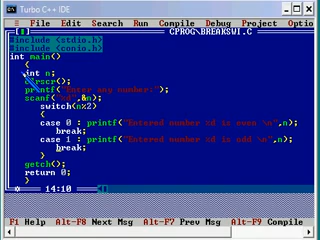 Turbo C++ IDE
≡ File Edit Search Run Compile Debug Project Optio
[■] CPROG\BREAKSWI.C
#include <stdio.h>
#include <conio.h>
int main()
{
int n;
clrscr();
printf("Enter any number:");
scanf("%d",&n);
switch(n%2)
{
case 0 : printf("Entered number %d is even \n",n);
break;
case 1 : printf("Entered number %d is odd \n",n);
break;
}
getch();
return 0;
}
14:10
F1 Help Alt-F8 Next Msg Alt-F7 Prev Msg Alt-F9 Compile